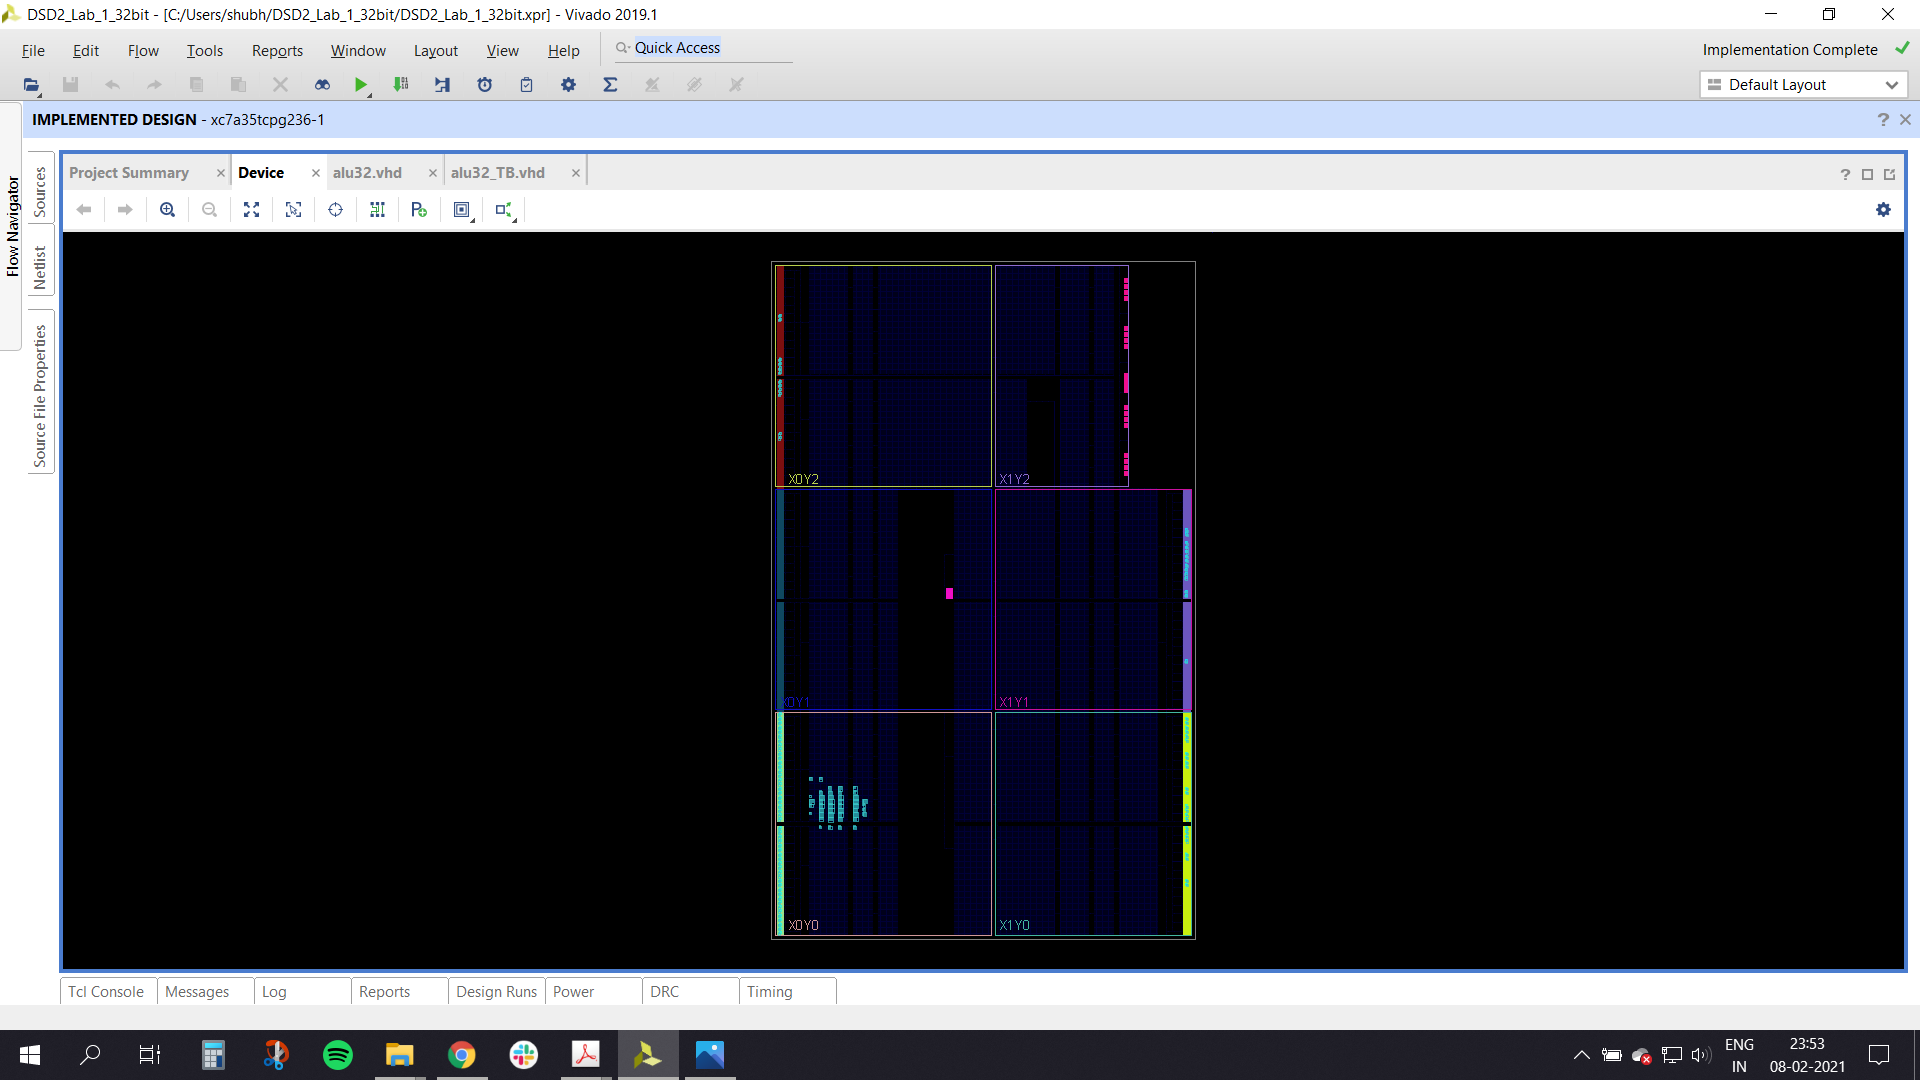 DSD2_Lab_1_32bit - [C:/Users/shubh/DSD2_Lab_1_32bit/DSD2_Lab_1_32bit.xpr] - Vivado 2019.1
File Edit Flow Tools Reports Window Layout View Help Quick Access Implementation Complete
Default Layout
IMPLEMENTED DESIGN - xc7a35tcpg236-1
Flow Navigator
Sources
Netlist
Source File Properties
Project Summary Device alu32.vhd alu32_TB.vhd
X0Y2 X1Y2
X0Y1 X1Y1
X0Y0 X1Y0
Tcl Console Messages Log Reports Design Runs Power DRC Timing
ENG 23:53
IN 08-02-2021